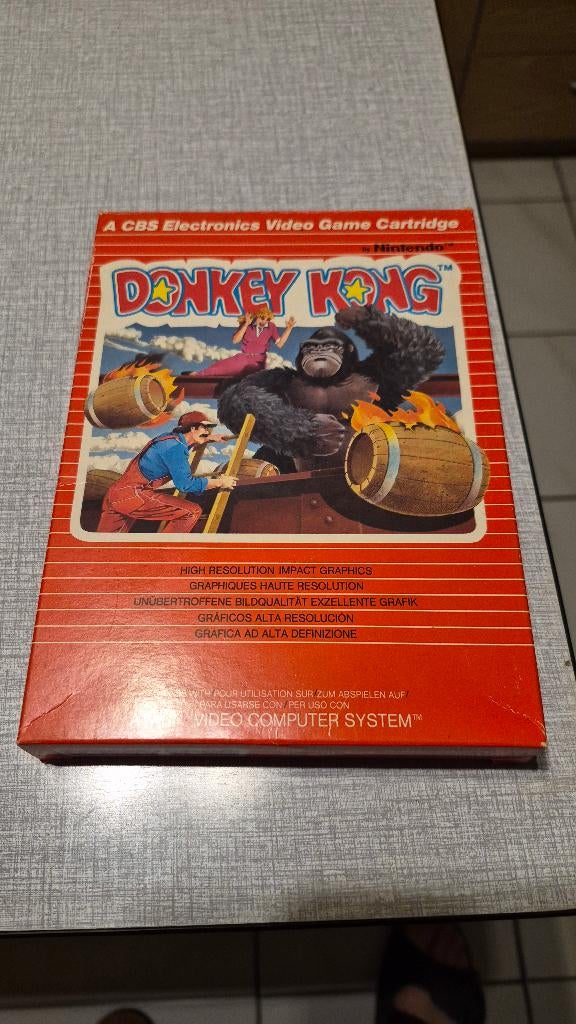 A CBS Electronics Video Game Cartridge
by Nintendo™
DONKEY KONG™
HIGH RESOLUTION IMPACT GRAPHICS
GRAPHIQUES HAUTE RESOLUTION
UNÜBERTROFFENE BILDQUALITÄT EXZELLENTE GRAFIK
GRÁFICOS ALTA RESOLUCIÓN
GRAFICA AD ALTA DEFINIZIONE
WITH/POUR UTILISATION SUR/ZUM ABSPIELEN AUF/
PARA USARSE CON/PER USO CON
VIDEO COMPUTER SYSTEM™